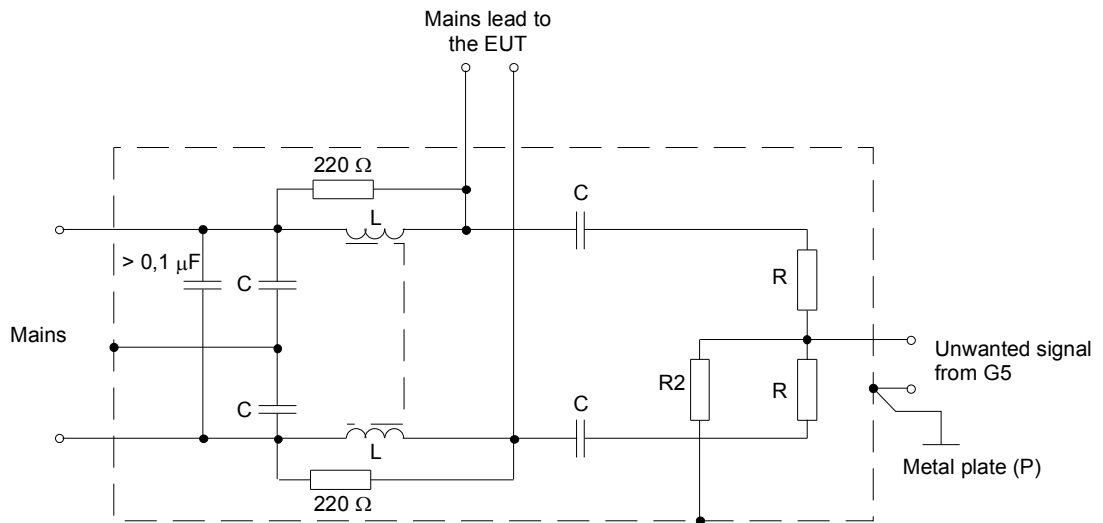 Mains lead to
the EUT
220 Ω
L
C
> 0,1 μF
C
R
Mains
Unwanted signal
from G5
R2
R
C
C
L
Metal plate (P)
220 Ω